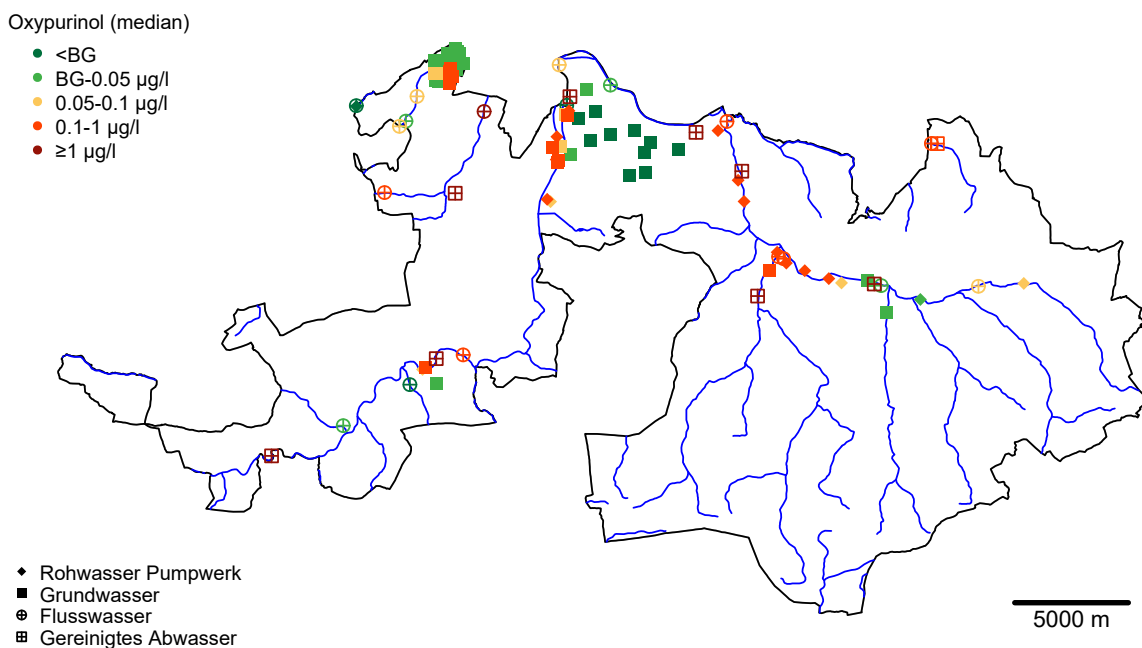 Oxypurinol (median)
<BG
BG-0.05 µg/l
0.05-0.1 µg/l
0.1-1 µg/l
≥1 µg/l
Rohwasser Pumpwerk
Grundwasser
Flusswasser
Gereinigtes Abwasser
5000 m